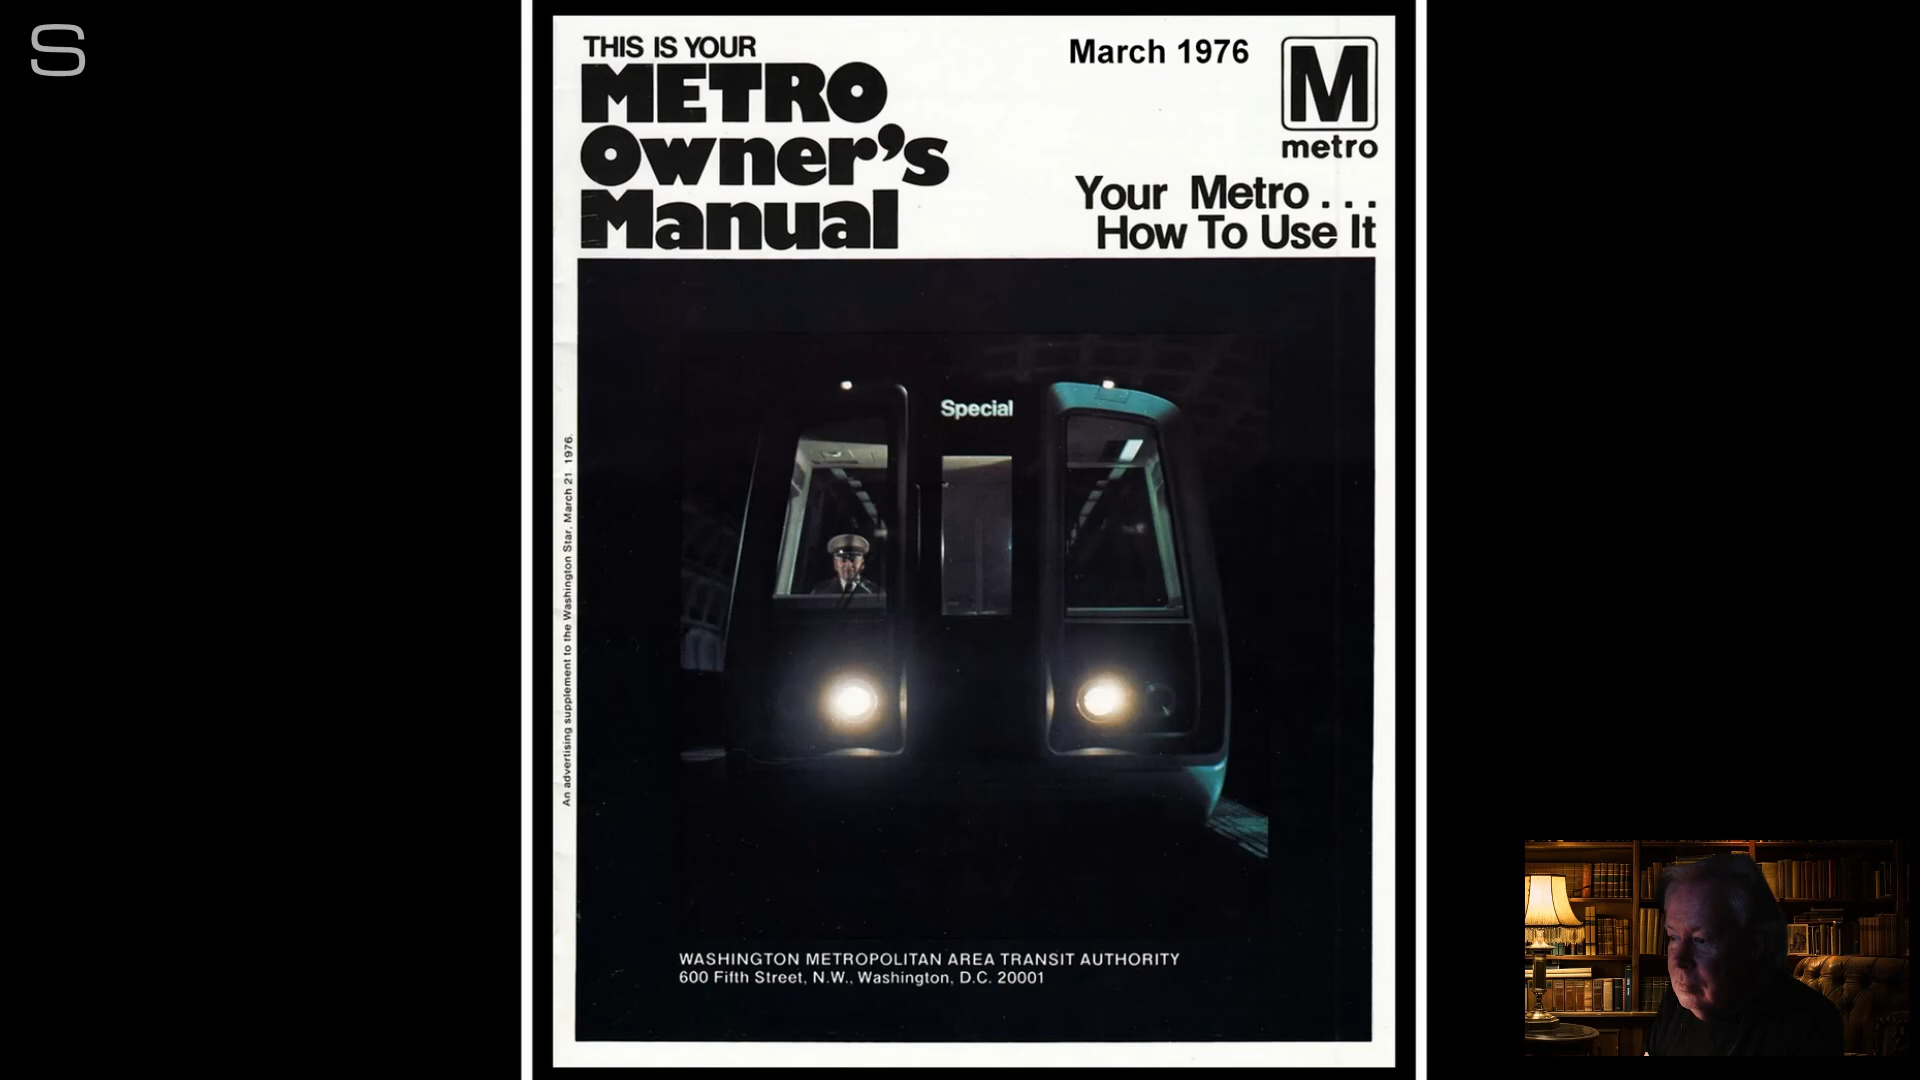 S
THIS IS YOUR
METRO
Owner's
Manual
March 1976
M
metro
Your Metro . . .
How To Use It
Special
An advertising supplement to the Washington Star, March 21, 1976.
WASHINGTON METROPOLITAN AREA TRANSIT AUTHORITY
600 Fifth Street, N.W., Washington, D.C. 20001